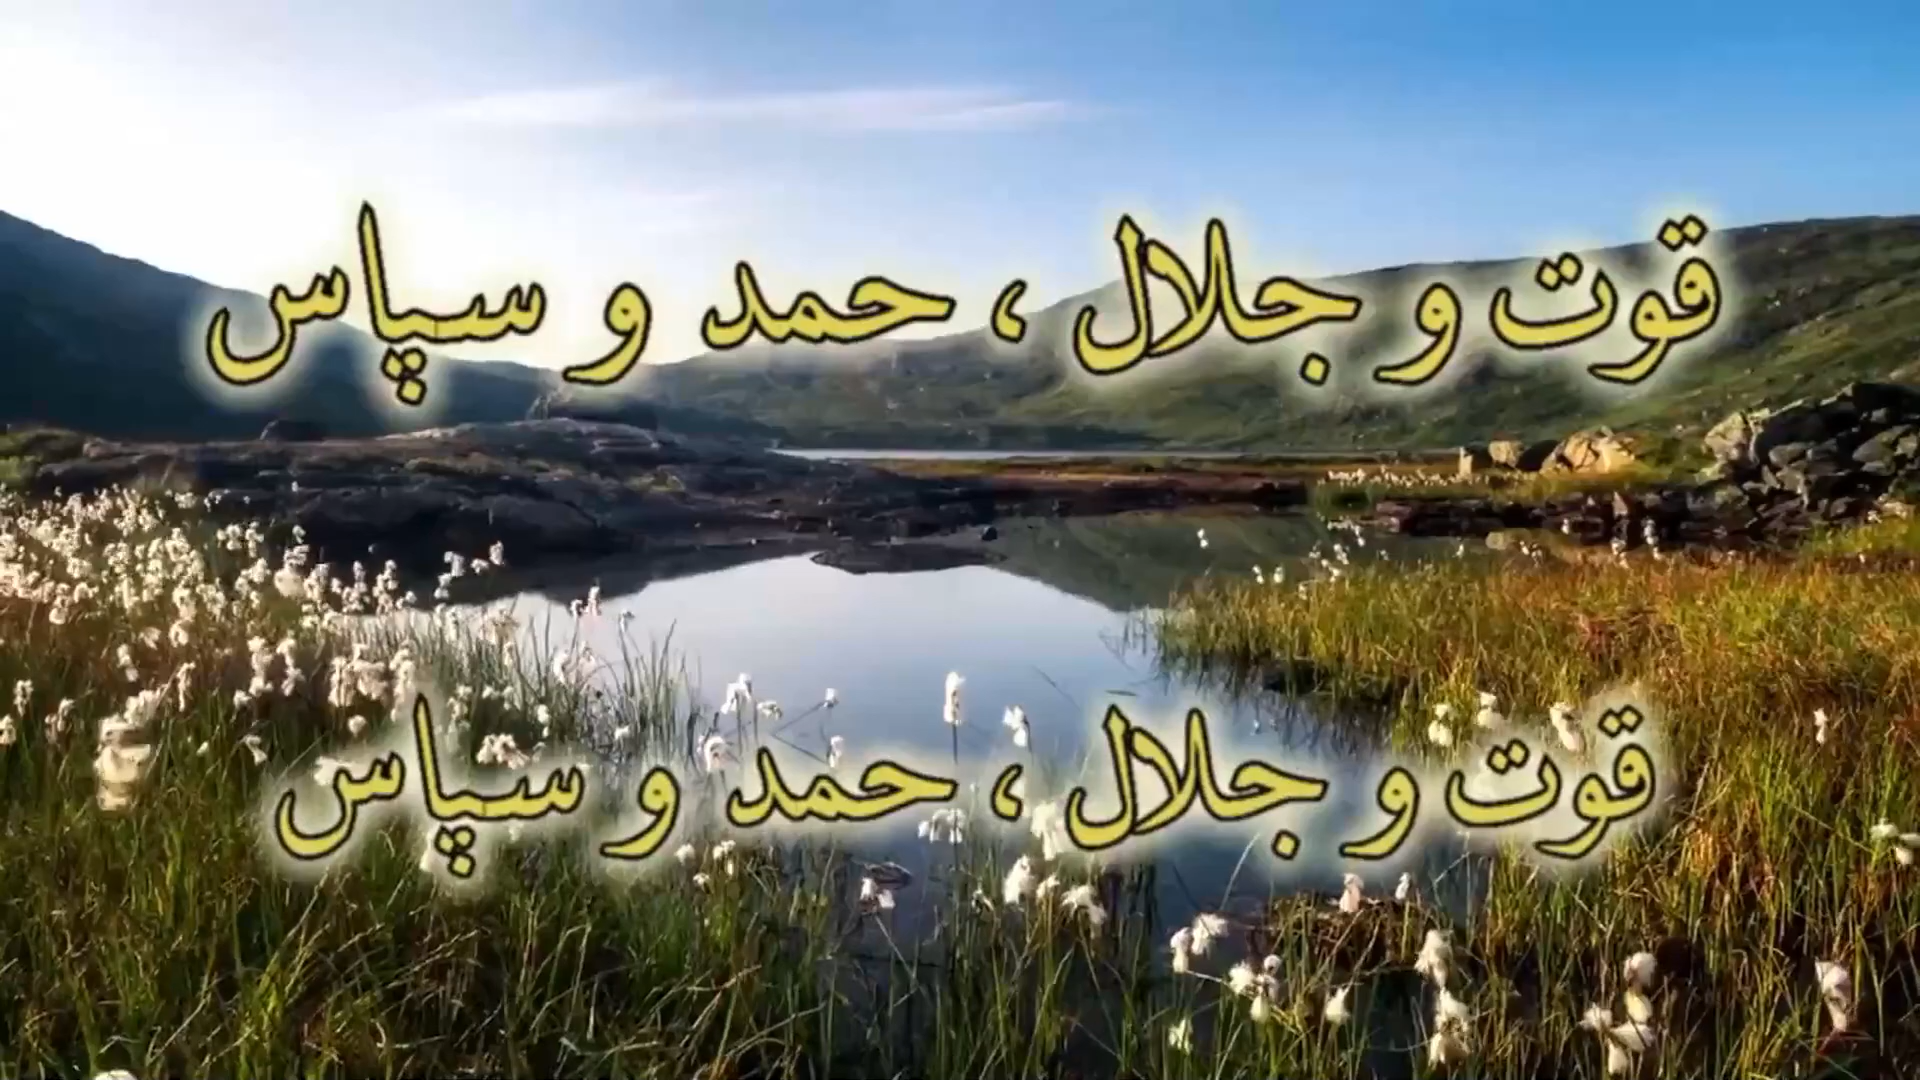 قوت و جلال ، حمد و سپاس
قوت و جلال ، حمد و سپاس